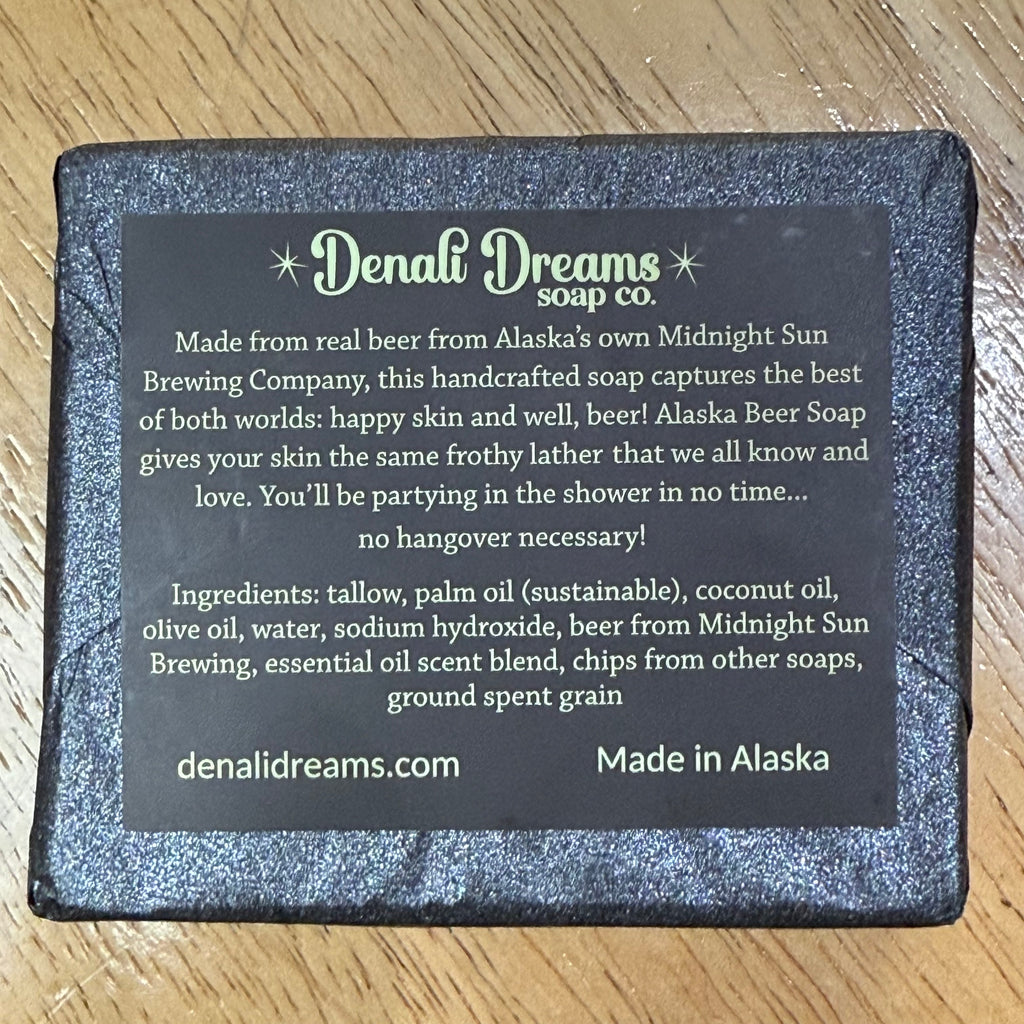 Denali Dreams
soap co.
Made from real beer from Alaska’s own Midnight Sun
Brewing Company, this handcrafted soap captures the best
of both worlds: happy skin and well, beer! Alaska Beer Soap
gives your skin the same frothy lather that we all know and
love. You’ll be partying in the shower in no time...
no hangover necessary!
Ingredients: tallow, palm oil (sustainable), coconut oil,
olive oil, water, sodium hydroxide, beer from Midnight Sun
Brewing, essential oil scent blend, chips from other soaps,
ground spent grain
denalidreams.com
Made in Alaska